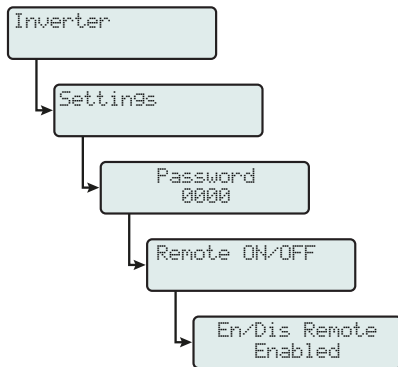 Inverter
Settings
Password
0000
Remote ON/OFF
En/Dis Remote
Enabled